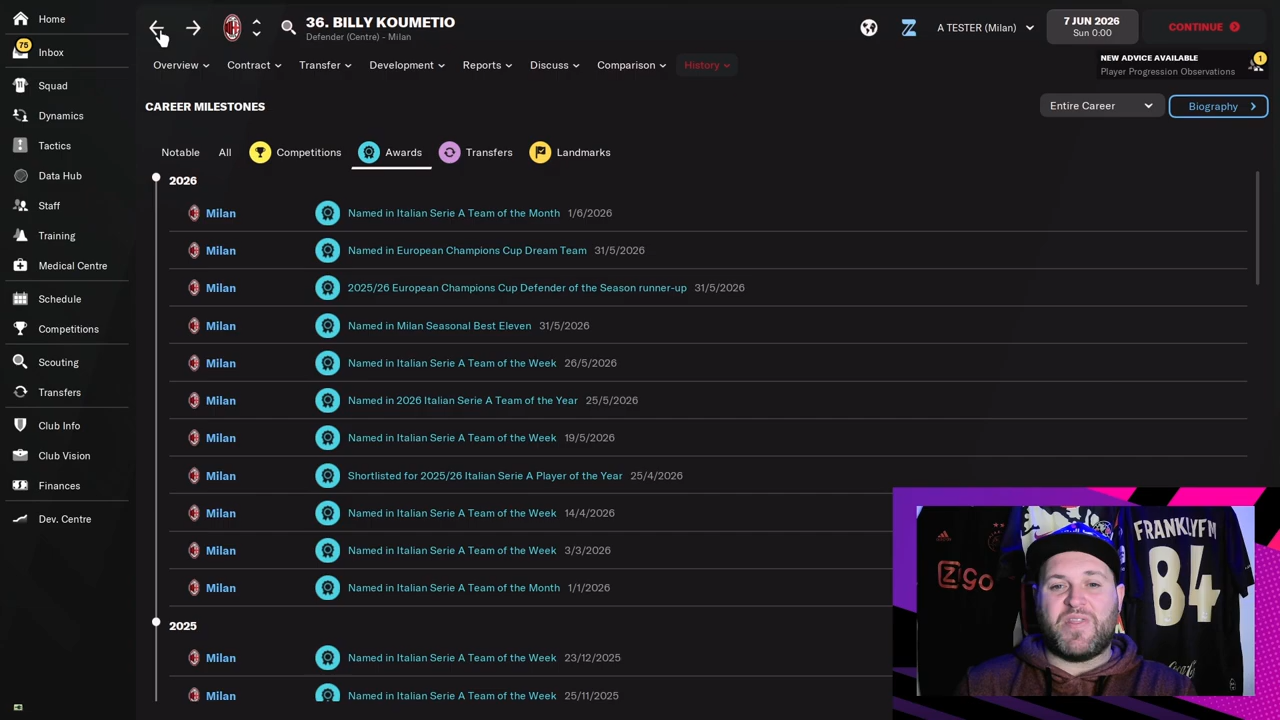 Home
75
Inbox
Squad
Dynamics
Tactics
Data Hub
Staff
Training
Medical Centre
Schedule
Competitions
Scouting
Transfers
Club Info
Club Vision
Finances
Dev. Centre
36. BILLY KOUMETIO
Defender (Centre) - Milan
A TESTER (Milan)
7 JUN 2026
Sun 0:00
CONTINUE
Overview
Contract
Transfer
Development
Reports
Discuss
Comparison
History
NEW ADVICE AVAILABLE
Player Progression Observations
1
CAREER MILESTONES
Entire Career
Biography
Notable
All
Competitions
Awards
Transfers
Landmarks
2026
Milan Named in Italian Serie A Team of the Month 1/6/2026
Milan Named in European Champions Cup Dream Team 31/5/2026
Milan 2025/26 European Champions Cup Defender of the Season runner-up 31/5/2026
Milan Named in Milan Seasonal Best Eleven 31/5/2026
Milan Named in Italian Serie A Team of the Week 26/5/2026
Milan Named in 2026 Italian Serie A Team of the Year 25/5/2026
Milan Named in Italian Serie A Team of the Week 19/5/2026
Milan Shortlisted for 2025/26 Italian Serie A Player of the Year 25/4/2026
Milan Named in Italian Serie A Team of the Week 14/4/2026
Milan Named in Italian Serie A Team of the Week 3/3/2026
Milan Named in Italian Serie A Team of the Month 1/1/2026
2025
Milan Named in Italian Serie A Team of the Week 23/12/2025
Milan Named in Italian Serie A Team of the Week 25/11/2025
FRANKLYFM
84
Ziggo
Coca-Cola